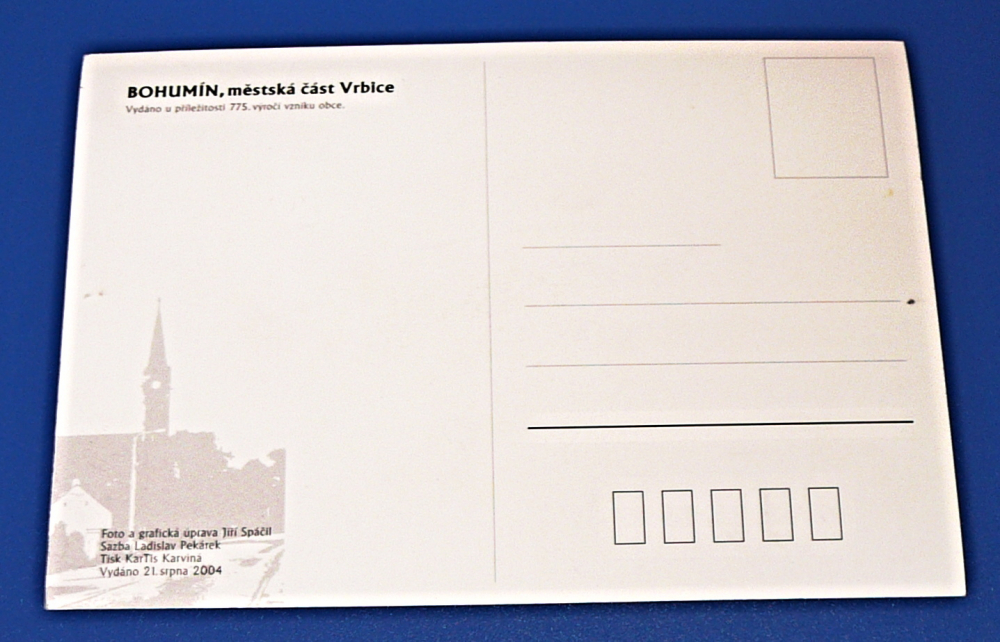 BOHUMÍN, městská část Vrbice
Vydáno u příležitosti 775. výročí vzniku obce.
Foto a grafická úprava Jiří Spáčil
Sazba Ladislav Pekárek
Tisk KarTis Karviná
Vydáno 21. srpna 2004